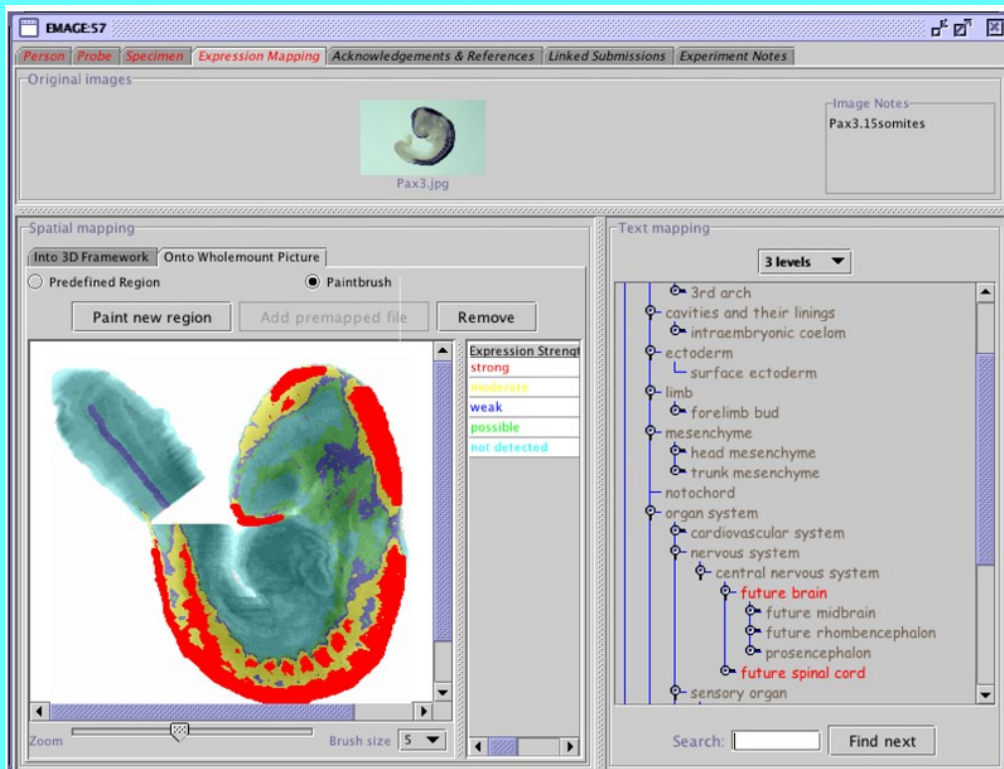 EMAGE:57
Person Probe Specimen Expression Mapping Acknowledgements & References Linked Submissions Experiment Notes
Original images
Image Notes
Pax3.15somites
Pax3.jpg
Spatial mapping
Into 3D Framework Onto Wholemount Picture
Predefined Region Paintbrush
Paint new region Add premapped file Remove
Expression Strengt
strong
moderate
weak
possible
not detected
Zoom Brush size 5
Text mapping
3 levels
3rd arch
cavities and their linings
intraembryonic coelom
ectoderm
surface ectoderm
limb
forelimb bud
mesenchyme
head mesenchyme
trunk mesenchyme
notochord
organ system
cardiovascular system
nervous system
central nervous system
future brain
future midbrain
future rhombencephalon
prosencephalon
future spinal cord
sensory organ
Search: Find next